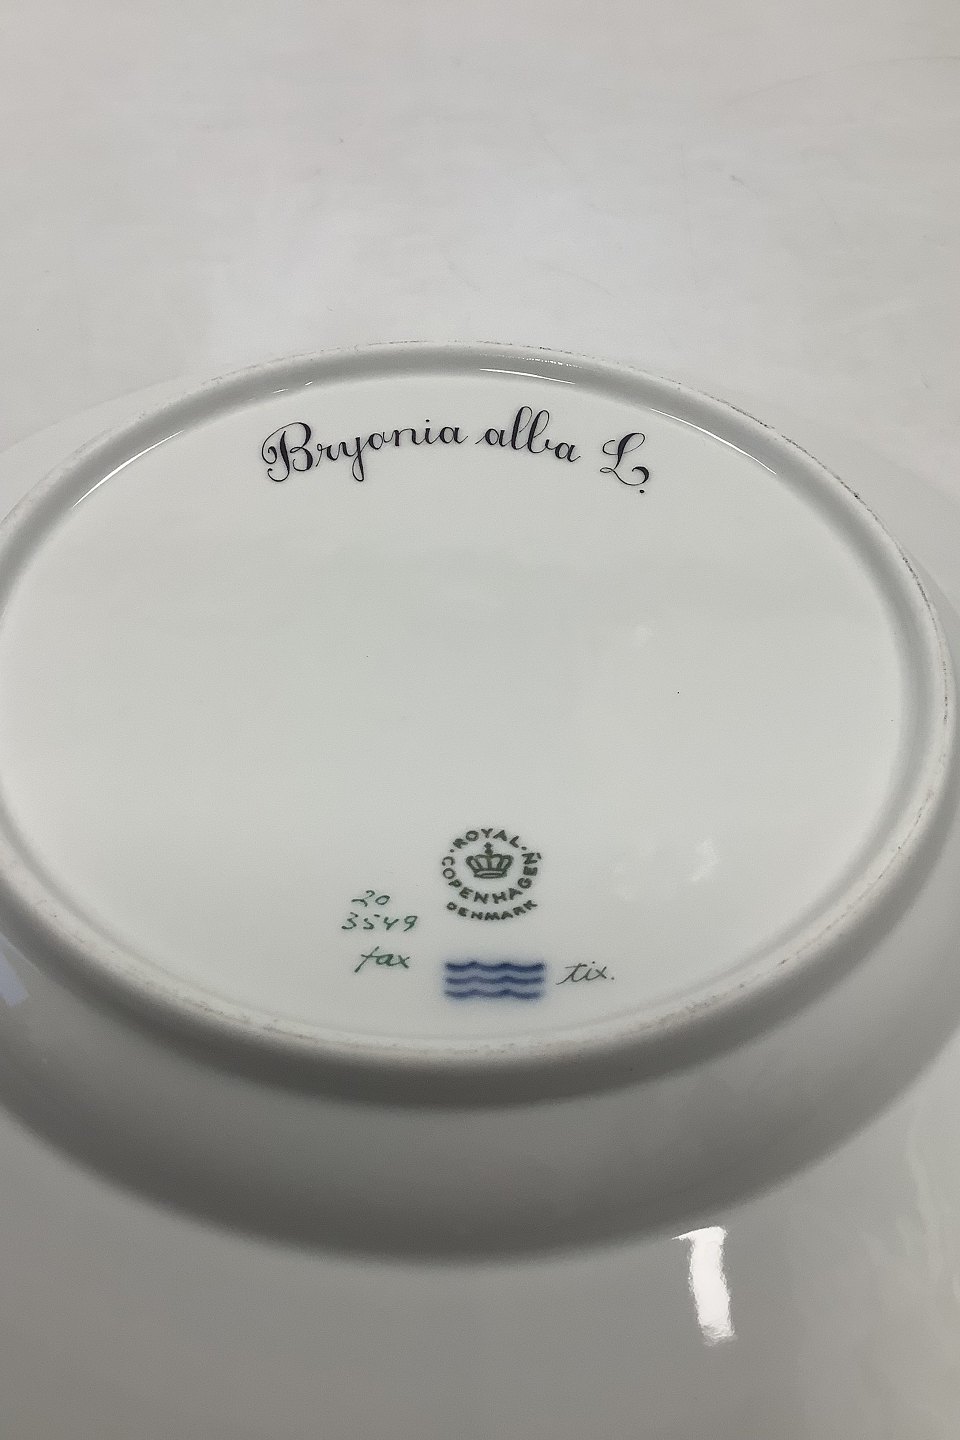 Bryonia alba L.
ROYAL COPENHAGEN
DENMARK
20
3549
fax
tix.